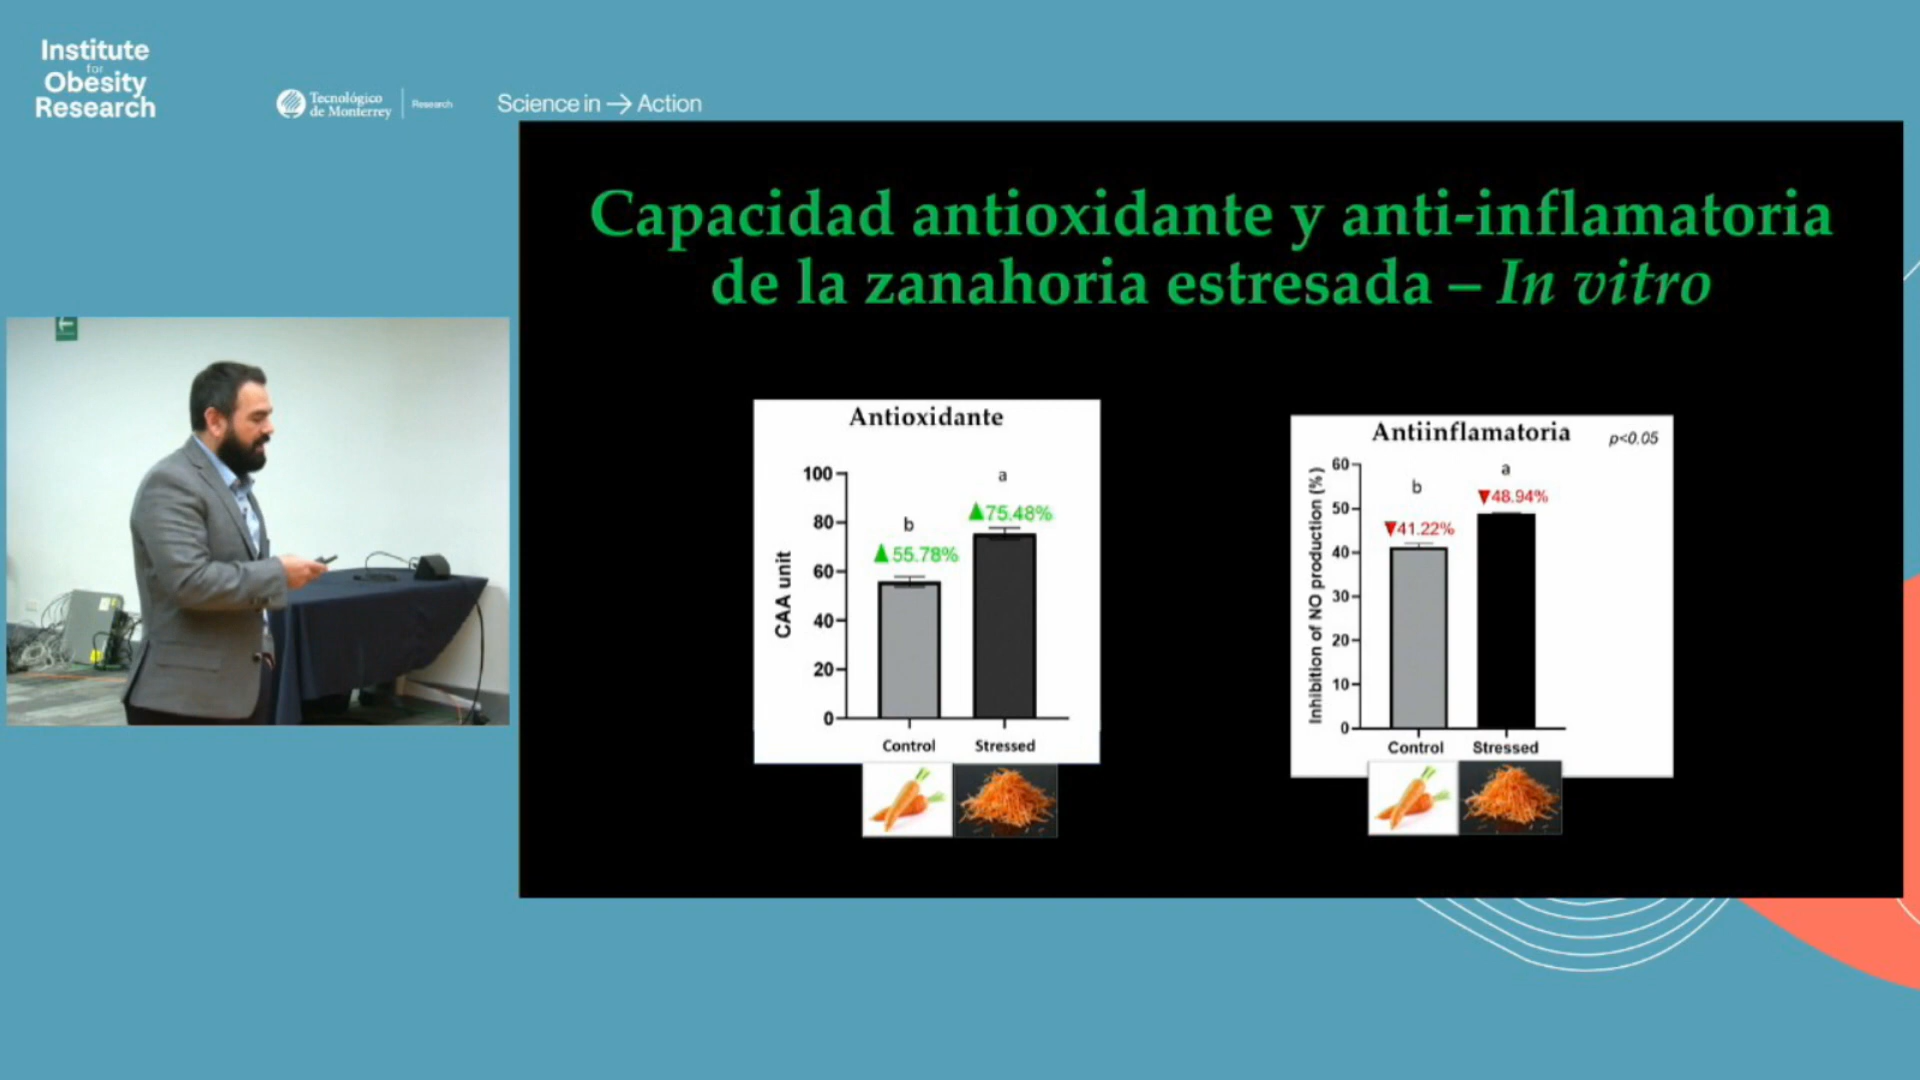 Institute
for
Obesity
Research
Tecnológico
de Monterrey
Research
Science in → Action
Capacidad antioxidante y anti-inflamatoria
de la zanahoria estresada – In vitro
Antioxidante
CAA unit
100
80
60
40
20
0
b
▲55.78%
a
▲75.48%
Control
Stressed
Antiinflamatoria
p<0.05
Inhibition of NO production (%)
60
50
40
30
20
10
0
b
▼41.22%
a
▼48.94%
Control
Stressed